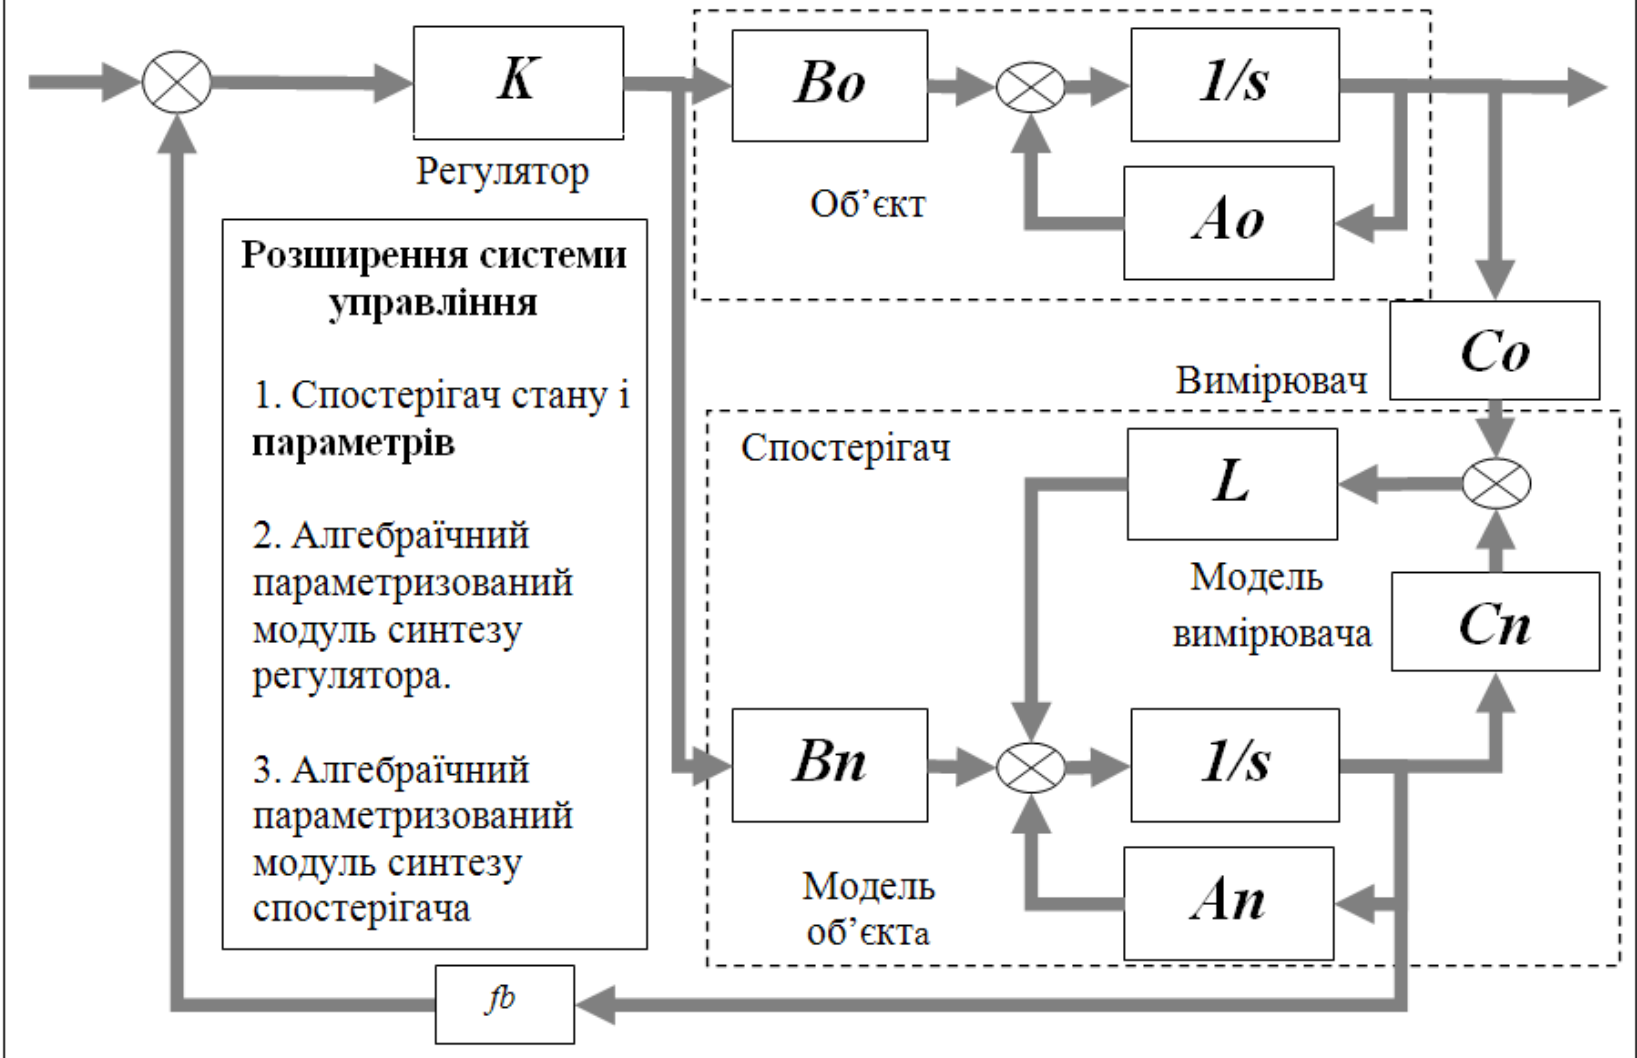 K
Bo
1/s
Регулятор
Об’єкт
Ao
Розширення системи
управління
Co
Вимірювач
1. Спостерігач стану і
параметрів
Спостерігач
L
2. Алгебраїчний
параметризований
модуль синтезу
регулятора.
Модель
вимірювача
Cn
Bn
1/s
3. Алгебраїчний
параметризований
модуль синтезу
спостерігача
Модель
об’єкта
An
fb